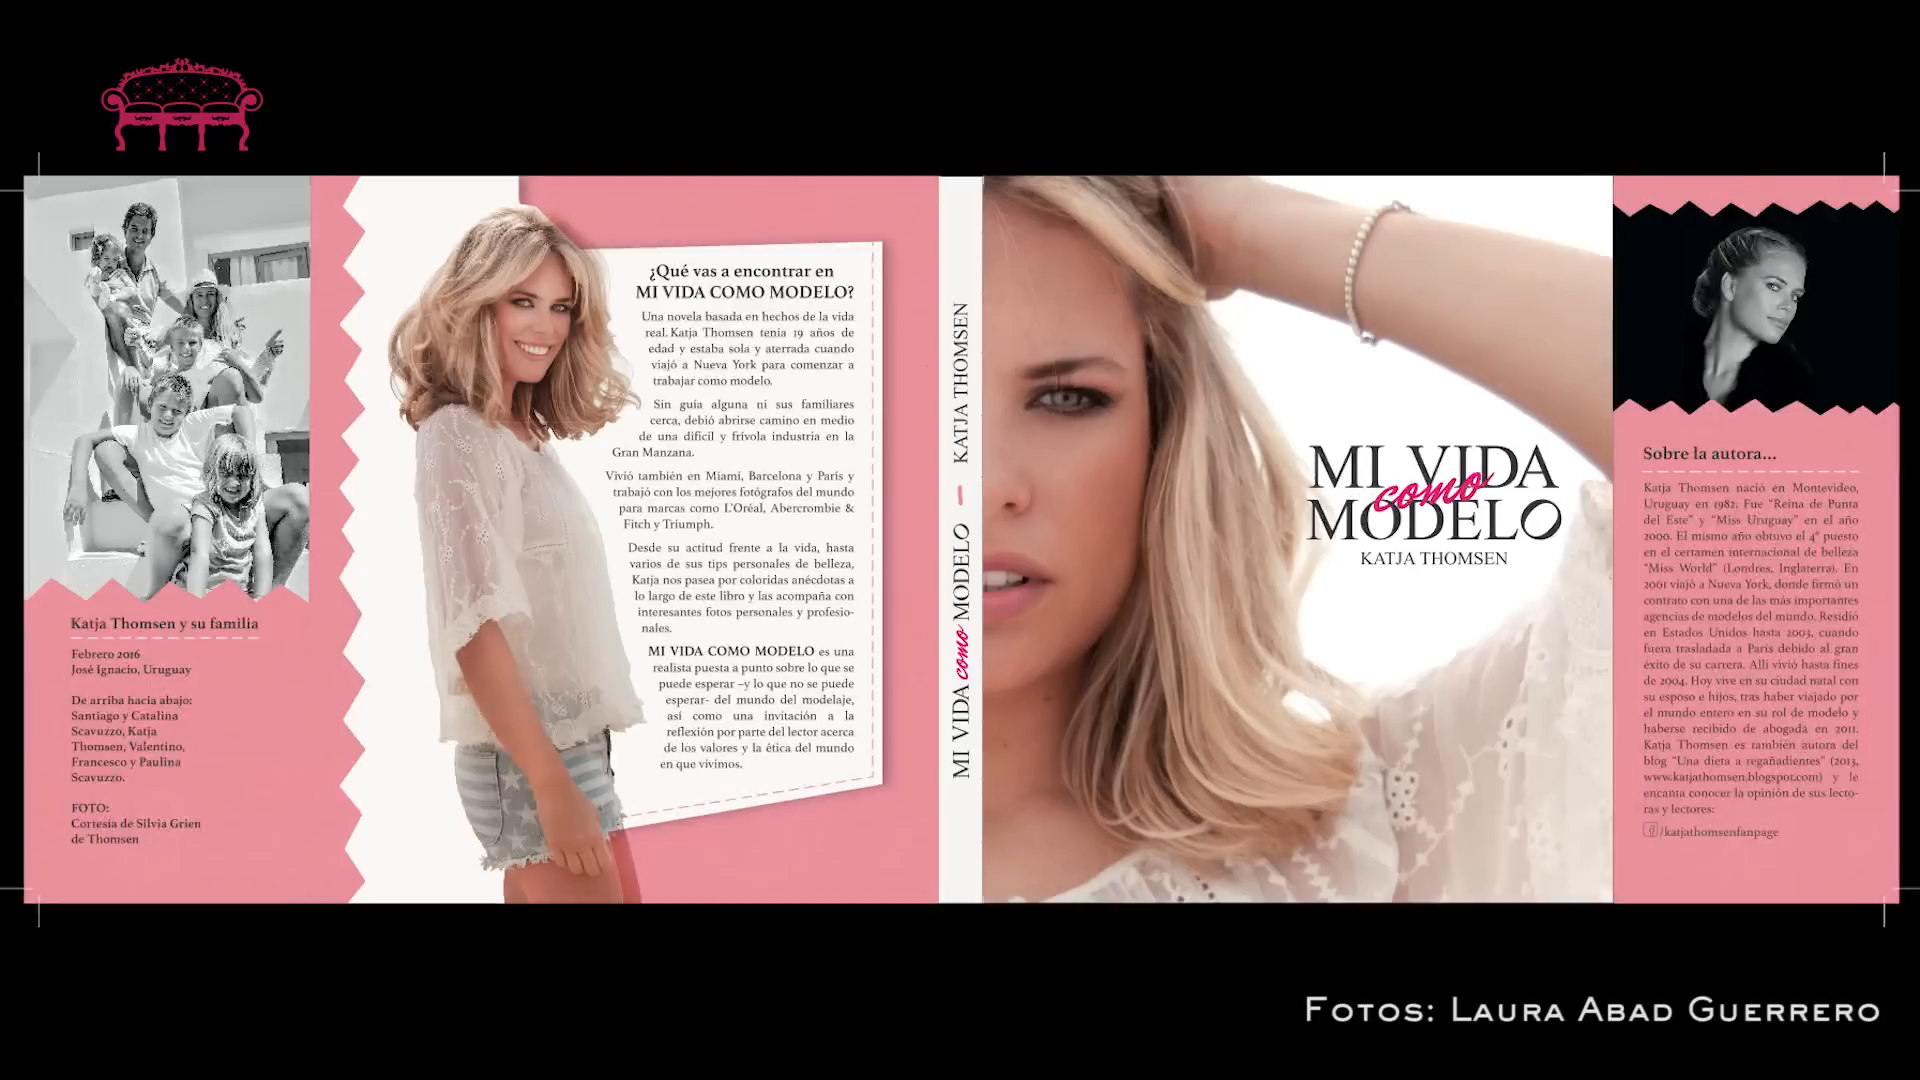 Katja Thomsen y su familia
Febrero 2016
José Ignacio, Uruguay
De arriba hacia abajo:
Santiago y Catalina
Scavuzzo, Katja
Thomsen, Valentino,
Francesco y Paulina
Scavuzzo.
FOTO:
Cortesía de Silvia Grien
de Thomsen
¿Qué vas a encontrar en
MI VIDA COMO MODELO?
Una novela basada en hechos de la vida
real. Katja Thomsen tenía 19 años de
edad y estaba sola y aterrada cuando
viajó a Nueva York para comenzar a
trabajar como modelo.
Sin guía alguna ni sus familiares
cerca, debió abrirse camino en medio
de una difícil y frívola industria en la
Gran Manzana.
Vivió también en Miami, Barcelona y París y
trabajó con los mejores fotógrafos del mundo
para marcas como L'Oréal, Abercrombie &
Fitch y Triumph.
Desde su actitud frente a la vida, hasta
varios de sus tips personales de belleza,
Katja nos pasea por coloridas anécdotas a
lo largo de este libro y las acompaña con
interesantes fotos personales y profesio-
nales.
MI VIDA COMO MODELO es una
realista puesta a punto sobre lo que se
puede esperar –y lo que no se puede
esperar- del mundo del modelaje,
así como una invitación a la
reflexión por parte del lector acerca
de los valores y la ética del mundo
en que vivimos.
MI VIDA como MODELO – KATJA THOMSEN
MI VIDA
como
MODELO
KATJA THOMSEN
Sobre la autora...
Katja Thomsen nació en Montevideo,
Uruguay en 1982. Fue "Reina de Punta
del Este" y "Miss Uruguay" en el año
2000. El mismo año obtuvo el 4° puesto
en el certamen internacional de belleza
"Miss World" (Londres, Inglaterra). En
2001 viajó a Nueva York, donde firmó un
contrato con una de las más importantes
agencias de modelos del mundo. Residió
en Estados Unidos hasta 2003, cuando
fuera trasladada a París debido al gran
éxito de su carrera. Allí vivió hasta fines
de 2004. Hoy vive en su ciudad natal con
su esposo e hijos, tras haber viajado por
el mundo entero en su rol de modelo y
haberse recibido de abogada en 2011.
Katja Thomsen es también autora del
blog "Una dieta a regañadientes" (2013,
www.katjathomsen.blogspot.com) y le
encanta conocer la opinión de sus lecto-
ras y lectores:
f/katjathomsenfanpage
FOTOS: LAURA ABAD GUERRERO